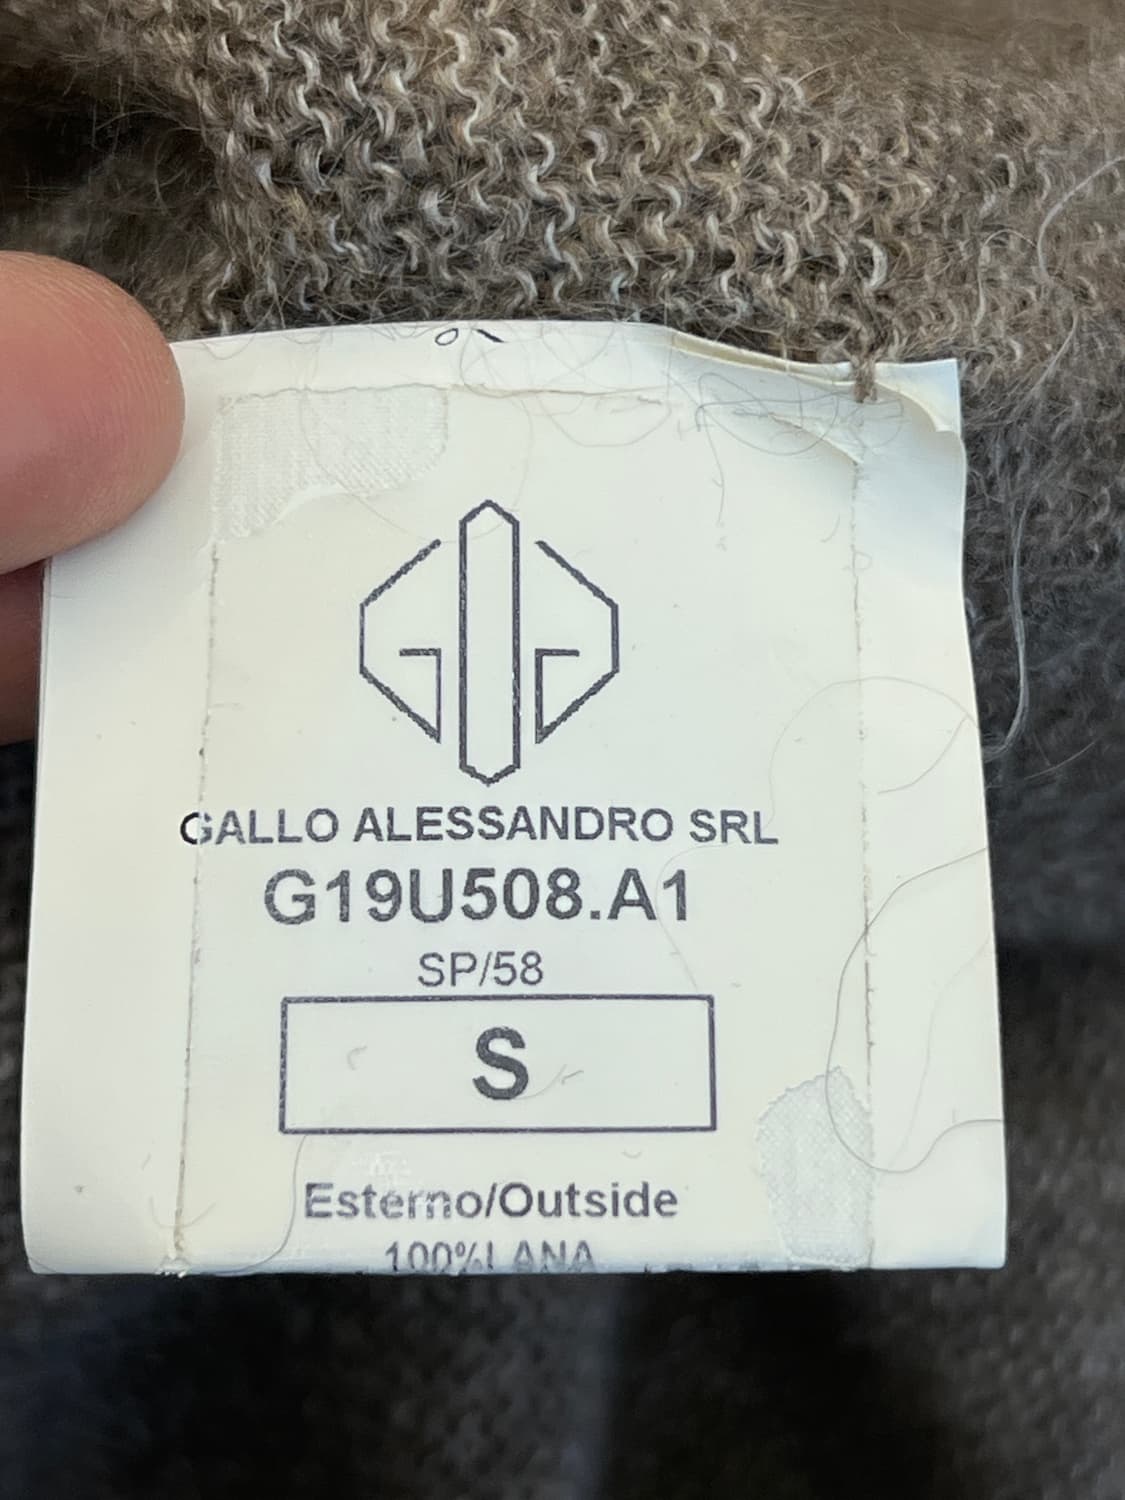 GALLO ALESSANDRO SRL
G19U508.A1
SP/58
S
Esterno/Outside
100%LANA